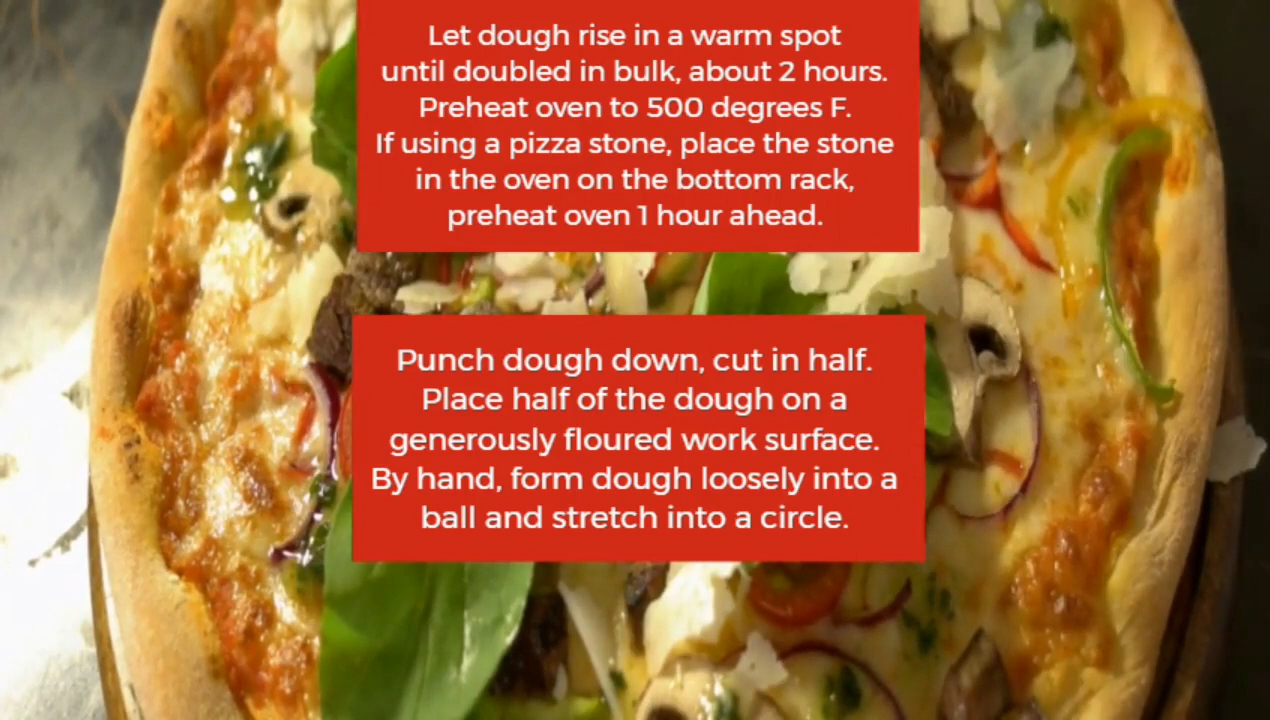 Let dough rise in a warm spot
until doubled in bulk, about 2 hours.
Preheat oven to 500 degrees F.
If using a pizza stone, place the stone
in the oven on the bottom rack,
preheat oven 1 hour ahead.
Punch dough down, cut in half.
Place half of the dough on a
generously floured work surface.
By hand, form dough loosely into a
ball and stretch into a circle.